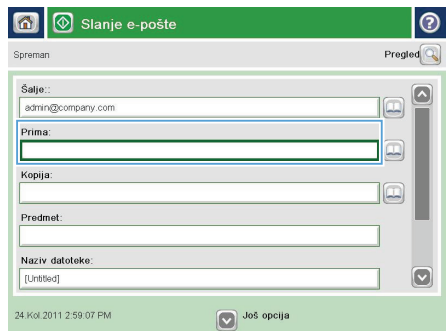 Slanje e-pošte
?
Spreman
Pregled
Šalje::
admin@company.com
Prima:
Kopija:
Predmet:
Naziv datoteke:
[Untitled]
24.Kol.2011 2:59:07 PM
Još opcija